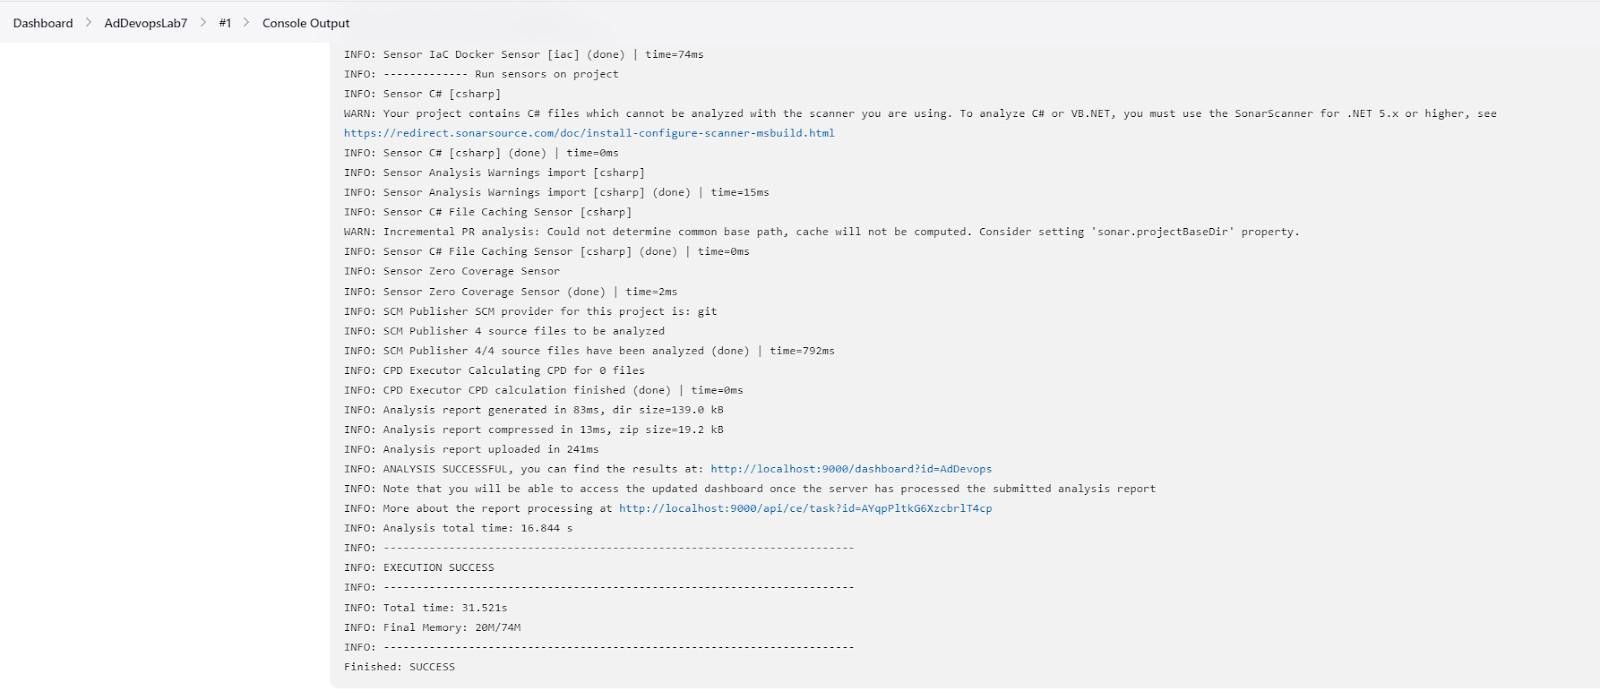 Dashboard > AdDevopsLab7 > #1 > Console Output
INFO: Sensor IaC Docker Sensor [iac] (done) | time=74ms
INFO: ------------- Run sensors on project
INFO: Sensor C# [csharp]
WARN: Your project contains C# files which cannot be analyzed with the scanner you are using. To analyze C# or VB.NET, you must use the SonarScanner for .NET 5.x or higher, see
https://redirect.sonarsource.com/doc/install-configure-scanner-msbuild.html
INFO: Sensor C# [csharp] (done) | time=0ms
INFO: Sensor Analysis Warnings import [csharp]
INFO: Sensor Analysis Warnings import [csharp] (done) | time=15ms
INFO: Sensor C# File Caching Sensor [csharp]
WARN: Incremental PR analysis: Could not determine common base path, cache will not be computed. Consider setting 'sonar.projectBaseDir' property.
INFO: Sensor C# File Caching Sensor [csharp] (done) | time=0ms
INFO: Sensor Zero Coverage Sensor
INFO: Sensor Zero Coverage Sensor (done) | time=2ms
INFO: SCM Publisher SCM provider for this project is: git
INFO: SCM Publisher 4 source files to be analyzed
INFO: SCM Publisher 4/4 source files have been analyzed (done) | time=792ms
INFO: CPD Executor Calculating CPD for 0 files
INFO: CPD Executor CPD calculation finished (done) | time=0ms
INFO: Analysis report generated in 83ms, dir size=139.0 kB
INFO: Analysis report compressed in 13ms, zip size=19.2 kB
INFO: Analysis report uploaded in 241ms
INFO: ANALYSIS SUCCESSFUL, you can find the results at: http://localhost:9000/dashboard?id=AdDevops
INFO: Note that you will be able to access the updated dashboard once the server has processed the submitted analysis report
INFO: More about the report processing at http://localhost:9000/api/ce/task?id=AYqpPltkG6XzcbrlT4cp
INFO: Analysis total time: 16.844 s
INFO: ------------------------------------------------------------------------
INFO: EXECUTION SUCCESS
INFO: ------------------------------------------------------------------------
INFO: Total time: 31.521s
INFO: Final Memory: 20M/74M
INFO: ------------------------------------------------------------------------
Finished: SUCCESS